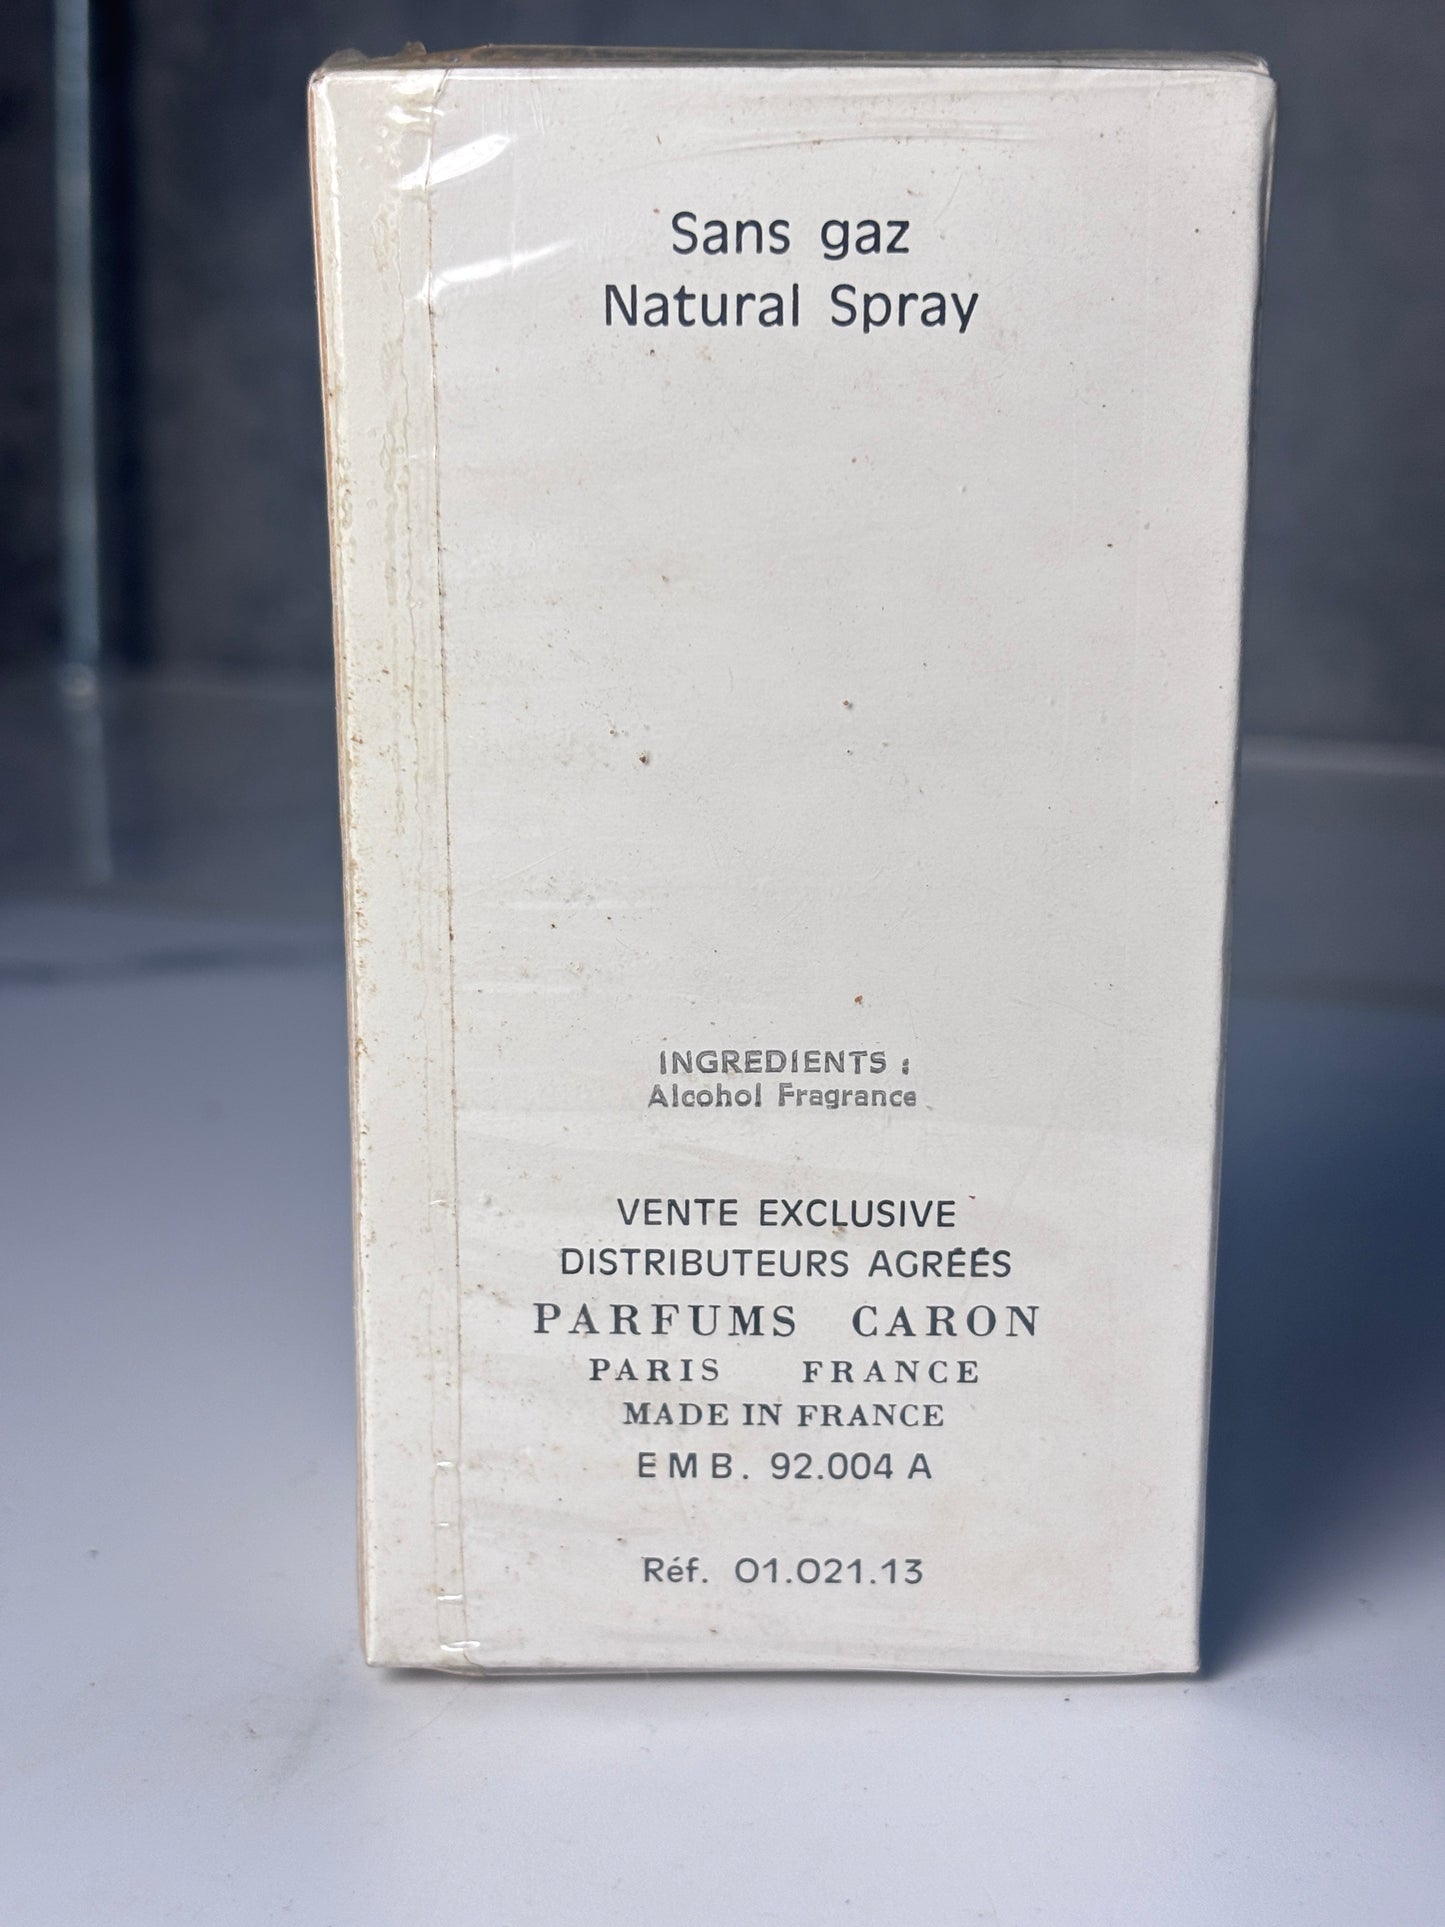 Sans gaz
Natural Spray
INGREDIENTS :
Alcohol Fragrance
VENTE EXCLUSIVE
DISTRIBUTEURS AGRÉÉS
PARFUMS CARON
PARIS FRANCE
MADE IN FRANCE
EMB. 92.004 A
Réf. 01.021.13